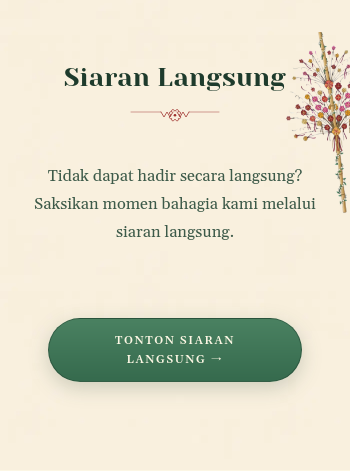 Siaran Langsung
Tidak dapat hadir secara langsung?
Saksikan momen bahagia kami melalui
siaran langsung.
TONTON SIARAN
LANGSUNG →